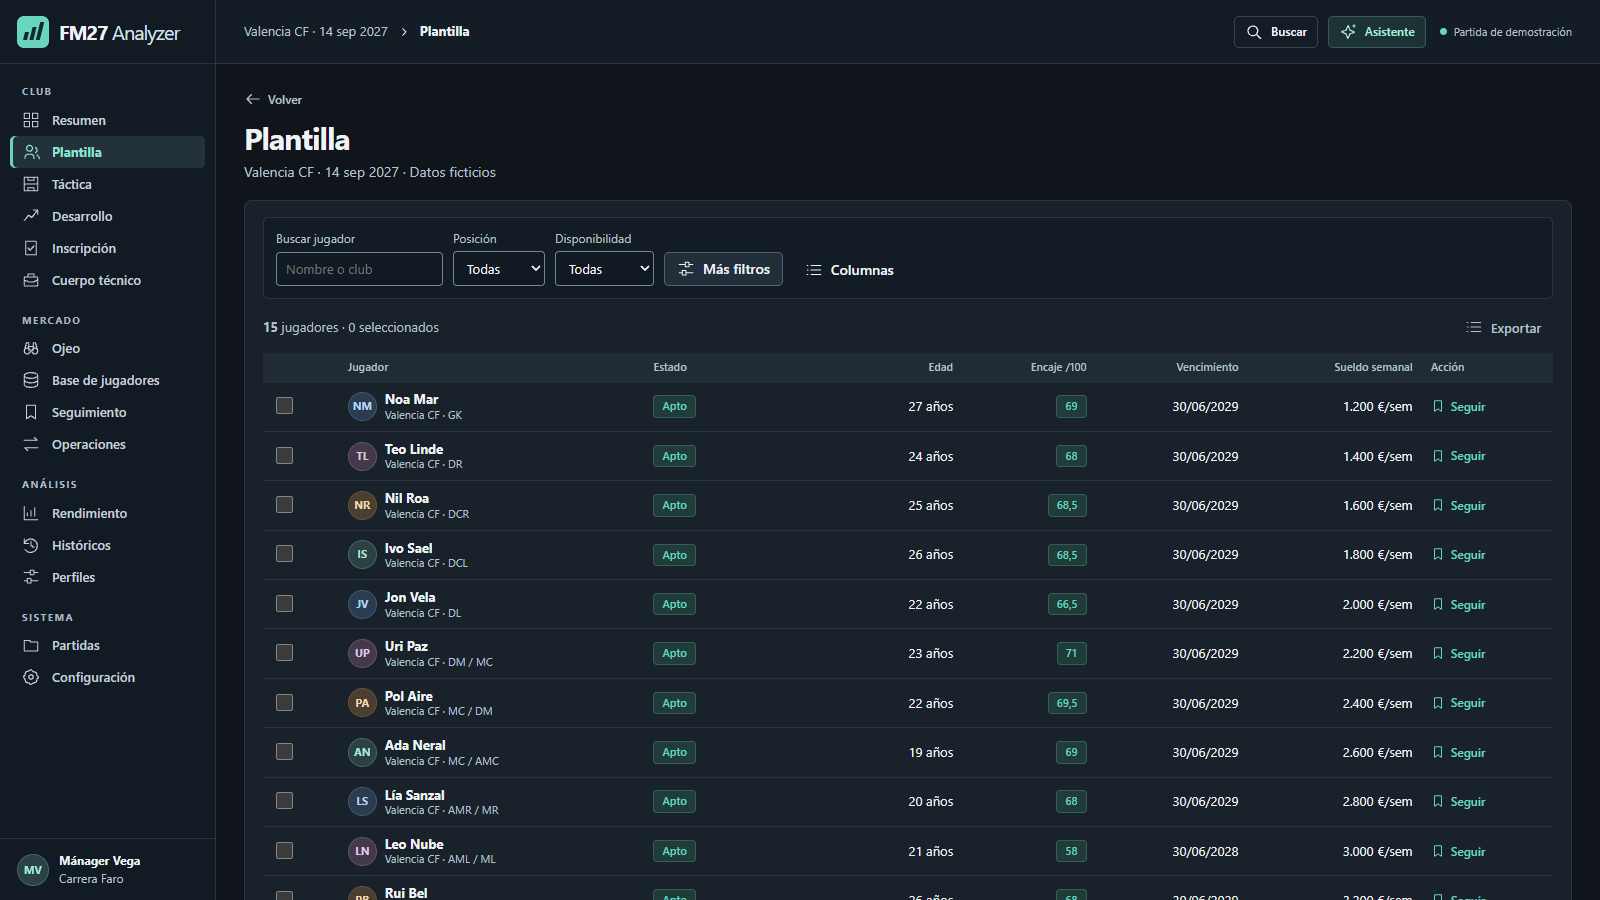 FM27 Analyzer
Valencia CF · 14 sep 2027 › Plantilla
Buscar
Asistente
Partida de demostración
CLUB
Resumen
Plantilla
Táctica
Desarrollo
Inscripción
Cuerpo técnico
MERCADO
Ojeo
Base de jugadores
Seguimiento
Operaciones
ANÁLISIS
Rendimiento
Históricos
Perfiles
SISTEMA
Partidas
Configuración
MV
Mánager Vega
Carrera Faro
Volver
Plantilla
Valencia CF · 14 sep 2027 · Datos ficticios
Buscar jugador
Nombre o club
Posición
Todas
Disponibilidad
Todas
Más filtros
Columnas
15 jugadores · 0 seleccionados
Exportar
Jugador Estado Edad Encaje /100 Vencimiento Sueldo semanal Acción
NM Noa Mar Apto 27 años 69 30/06/2029 1.200 €/sem Seguir
Valencia CF · GK
TL Teo Linde Apto 24 años 68 30/06/2029 1.400 €/sem Seguir
Valencia CF · DR
NR Nil Roa Apto 25 años 68,5 30/06/2029 1.600 €/sem Seguir
Valencia CF · DCR
IS Ivo Sael Apto 26 años 68,5 30/06/2029 1.800 €/sem Seguir
Valencia CF · DCL
JV Jon Vela Apto 22 años 66,5 30/06/2029 2.000 €/sem Seguir
Valencia CF · DL
UP Uri Paz Apto 23 años 71 30/06/2029 2.200 €/sem Seguir
Valencia CF · DM / MC
PA Pol Aire Apto 22 años 69,5 30/06/2029 2.400 €/sem Seguir
Valencia CF · MC / DM
AN Ada Neral Apto 19 años 69 30/06/2029 2.600 €/sem Seguir
Valencia CF · MC / AMC
LS Lía Sanzal Apto 20 años 68 30/06/2029 2.800 €/sem Seguir
Valencia CF · AMR / MR
LN Leo Nube Apto 21 años 58 30/06/2028 3.000 €/sem Seguir
Valencia CF · AML / ML
Rui Bel Apto